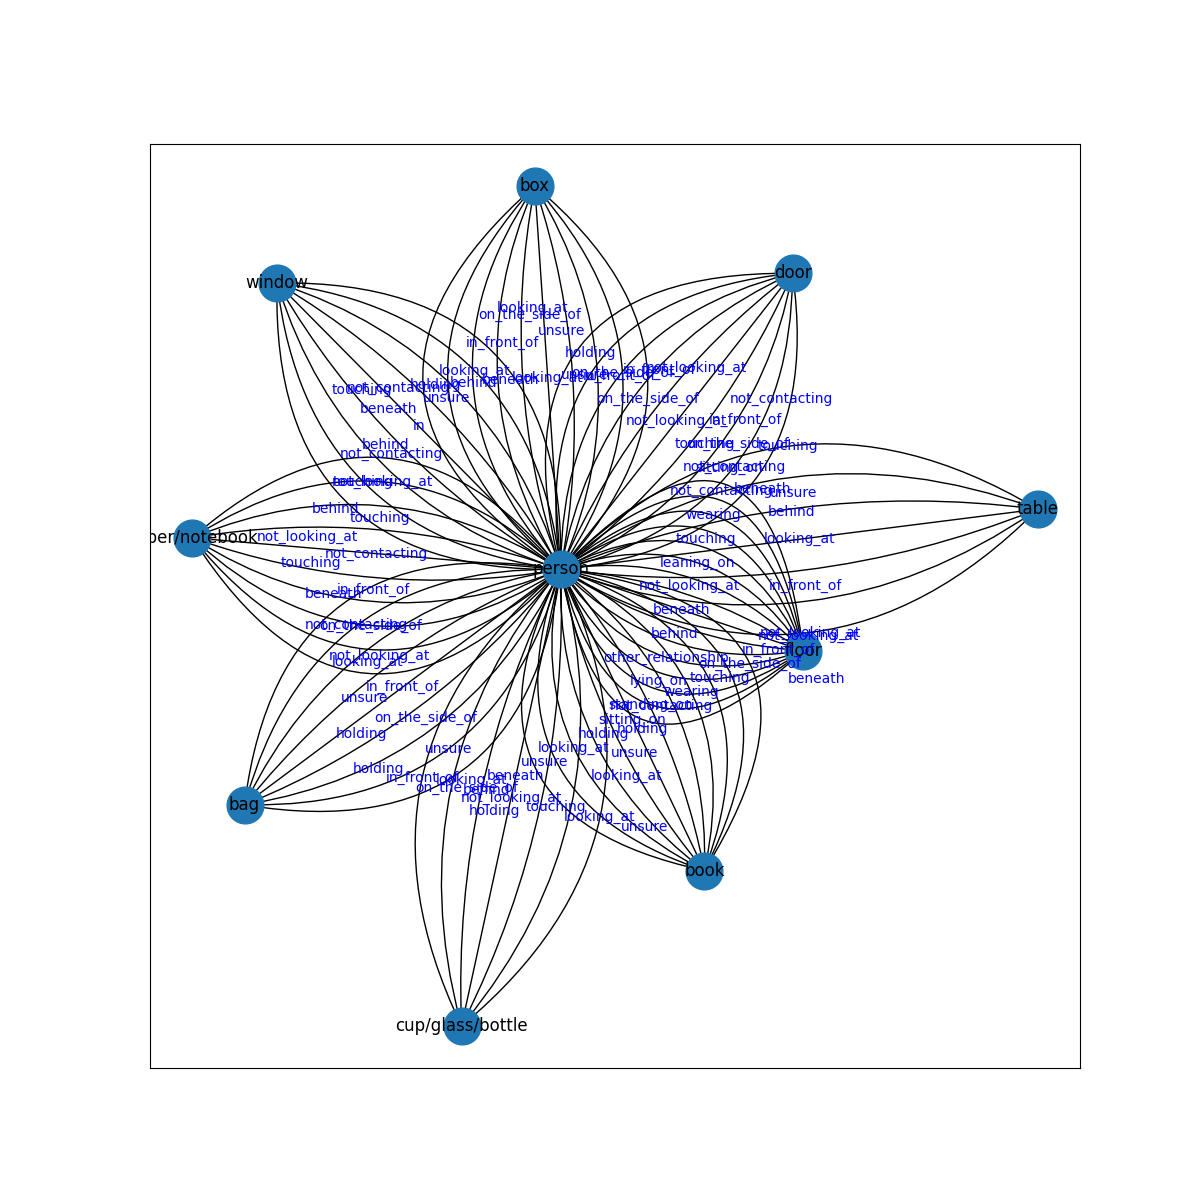 box
door
window
looking_at
on_the_side_of
unsure
in_front_of
holding
looking_at
not_looking_at
holding
behind
beneath
looking_at
touching
not_contacting
unsure
on_the_side_of
not_contacting
beneath
not_looking_at
in_front_of
in
behind
touching
on_the_side_of
touching
not_contacting
not_contacting
sitting_on
touching
not_looking_at
not_contacting
beneath
unsure
behind
touching
wearing
behind
table
not_looking_at
touching
looking_at
per/notebook
not_contacting
touching
leaning_on
person
in_front_of
beneath
not_looking_at
in_front_of
beneath
not_contacting
on_the_side_of
behind
not_looking_at
not_looking_at
in_front_of
floor
not_looking_at
looking_at
other_relationship
on_the_side_of
touching
beneath
in_front_of
lying_on
wearing
unsure
standing_on
not_contacting
on_the_side_of
sitting_on
holding
holding
holding
unsure
looking_at
unsure
unsure
holding
in_front_of
looking_at
beneath
looking_at
on_the_side_of
behind
not_looking_at
bag
holding
touching
looking_at
unsure
book
cup/glass/bottle